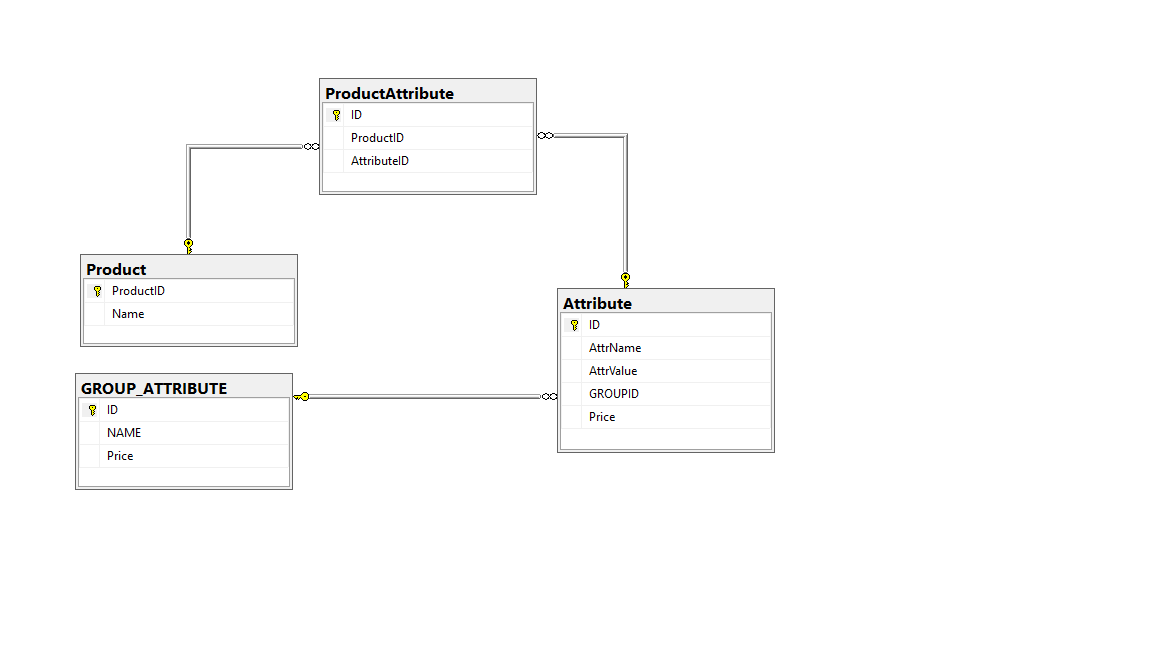 ProductAttribute
ID
ProductID
AttributeID
Product
ProductID
Name
Attribute
ID
AttrName
AttrValue
GROUPID
Price
GROUP_ATTRIBUTE
ID
NAME
Price